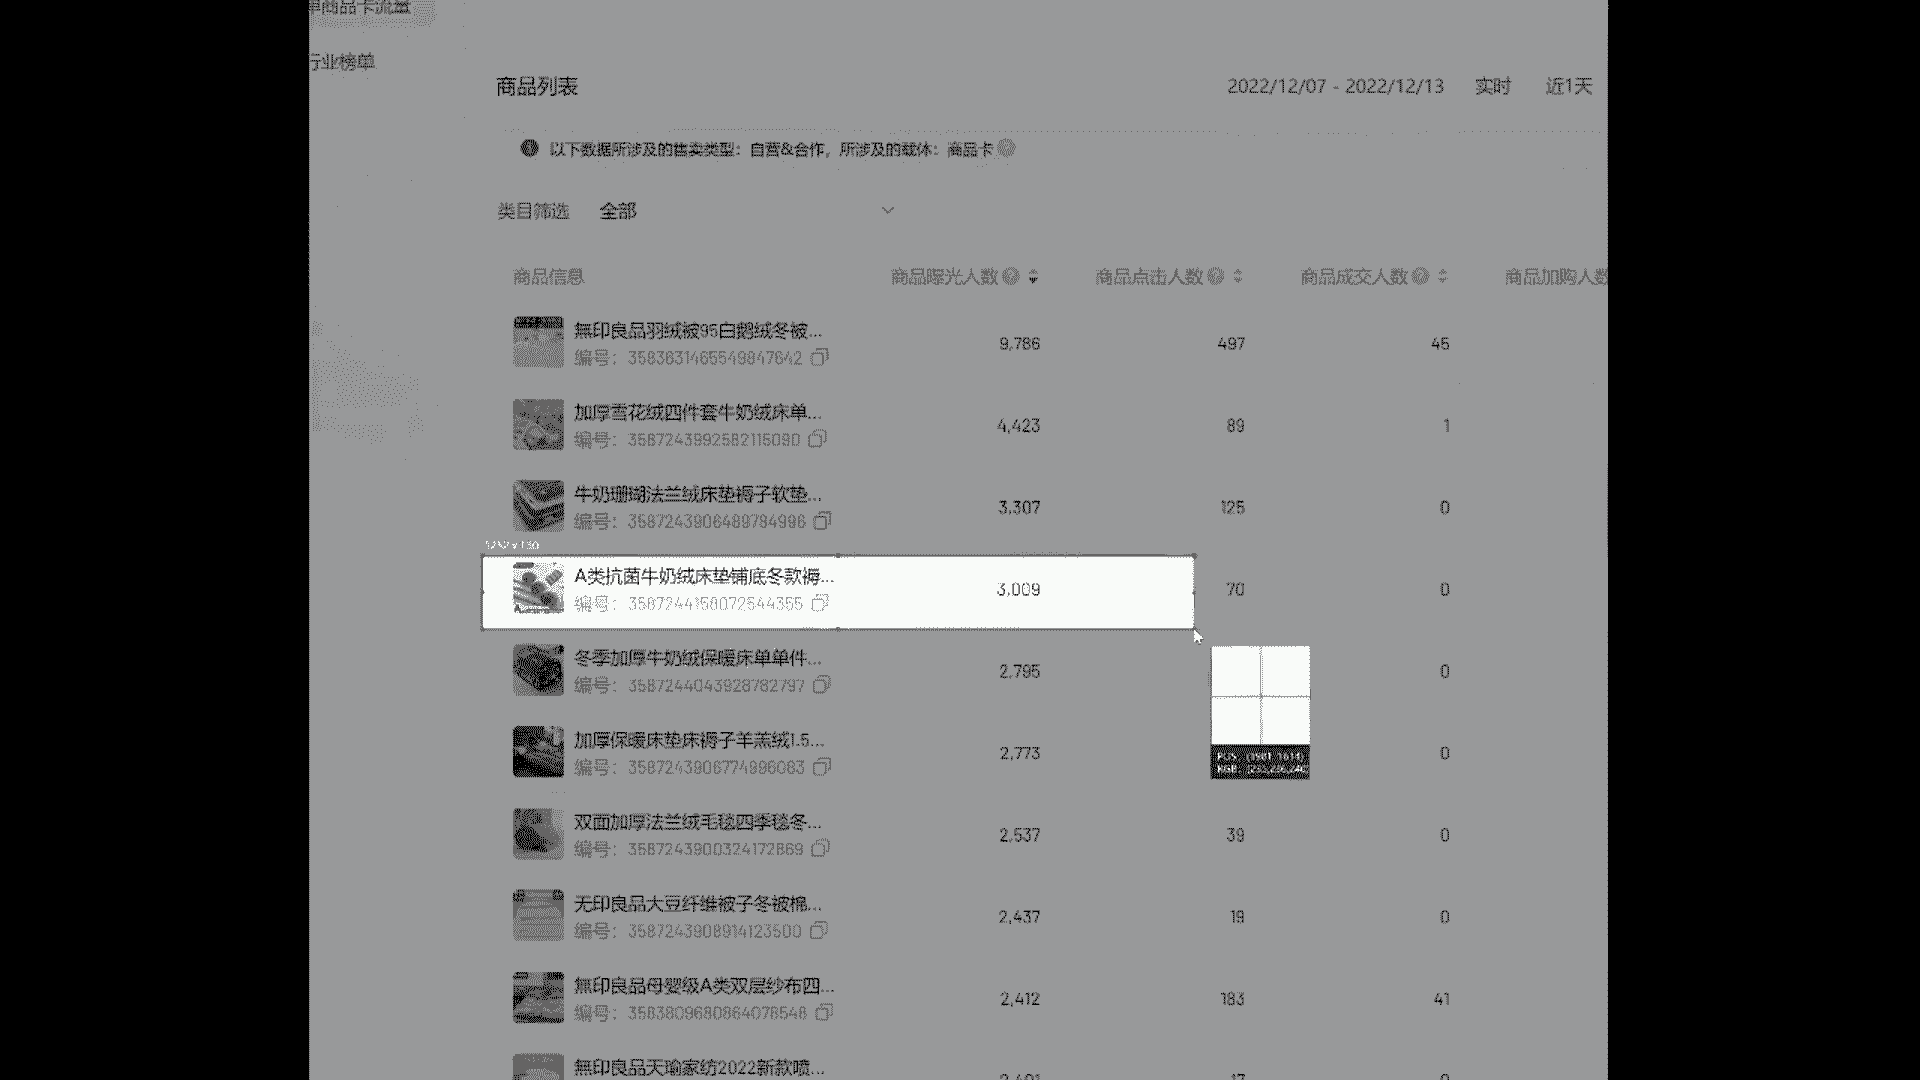 单商品卡流量
行业榜单
商品列表
2022/12/07 - 2022/12/13 实时 近1天
以下数据所涉及的售卖类型：自营&合作，所涉及的载体：商品卡
类目筛选 全部
商品信息 商品曝光人数 商品点击人数 商品成交人数 商品加购人数
無印良品羽绒被95白鹅绒冬被... 9,786 497 45
编号：3583631465549847642
加厚雪花绒四件套牛奶绒床单... 4,423 89 1
编号：3587243992582115090
牛奶珊瑚法兰绒床垫褥子软垫... 3,307 125 0
编号：3587243906489784996
A类抗菌牛奶绒床垫铺底冬款褥... 3,009 70 0
编号：3587244158072544355
冬季加厚牛奶绒保暖床单单件... 2,795 0
编号：3587244043928782797
加厚保暖床垫床褥子羊羔绒1.5... 2,773 0
编号：3587243906774996083
双面加厚法兰绒毛毯四季毯冬... 2,537 39 0
编号：3587243900324172869
无印良品大豆纤维被子冬被棉... 2,437 19 0
编号：3587243908914123500
無印良品母婴级A类双层纱布四... 2,412 183 41
编号：3583809680864078548
無印良品天瑜家纺2022新款喷...